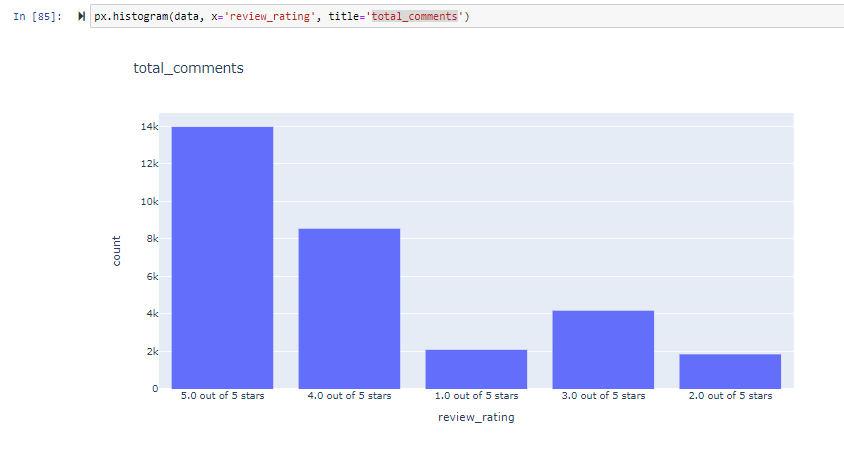 In [85]: px.histogram(data, x='review_rating', title='total_comments')
total_comments
14k
12k
10k
8k
6k
4k
2k
0
count
5.0 out of 5 stars 4.0 out of 5 stars 1.0 out of 5 stars 3.0 out of 5 stars 2.0 out of 5 stars
review_rating